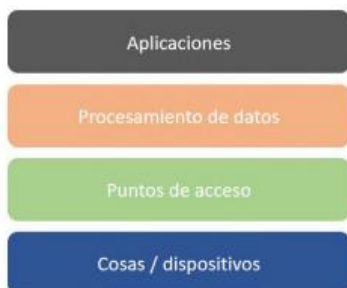 Aplicaciones
Procesamiento de datos
Puntos de acceso
Cosas / dispositivos